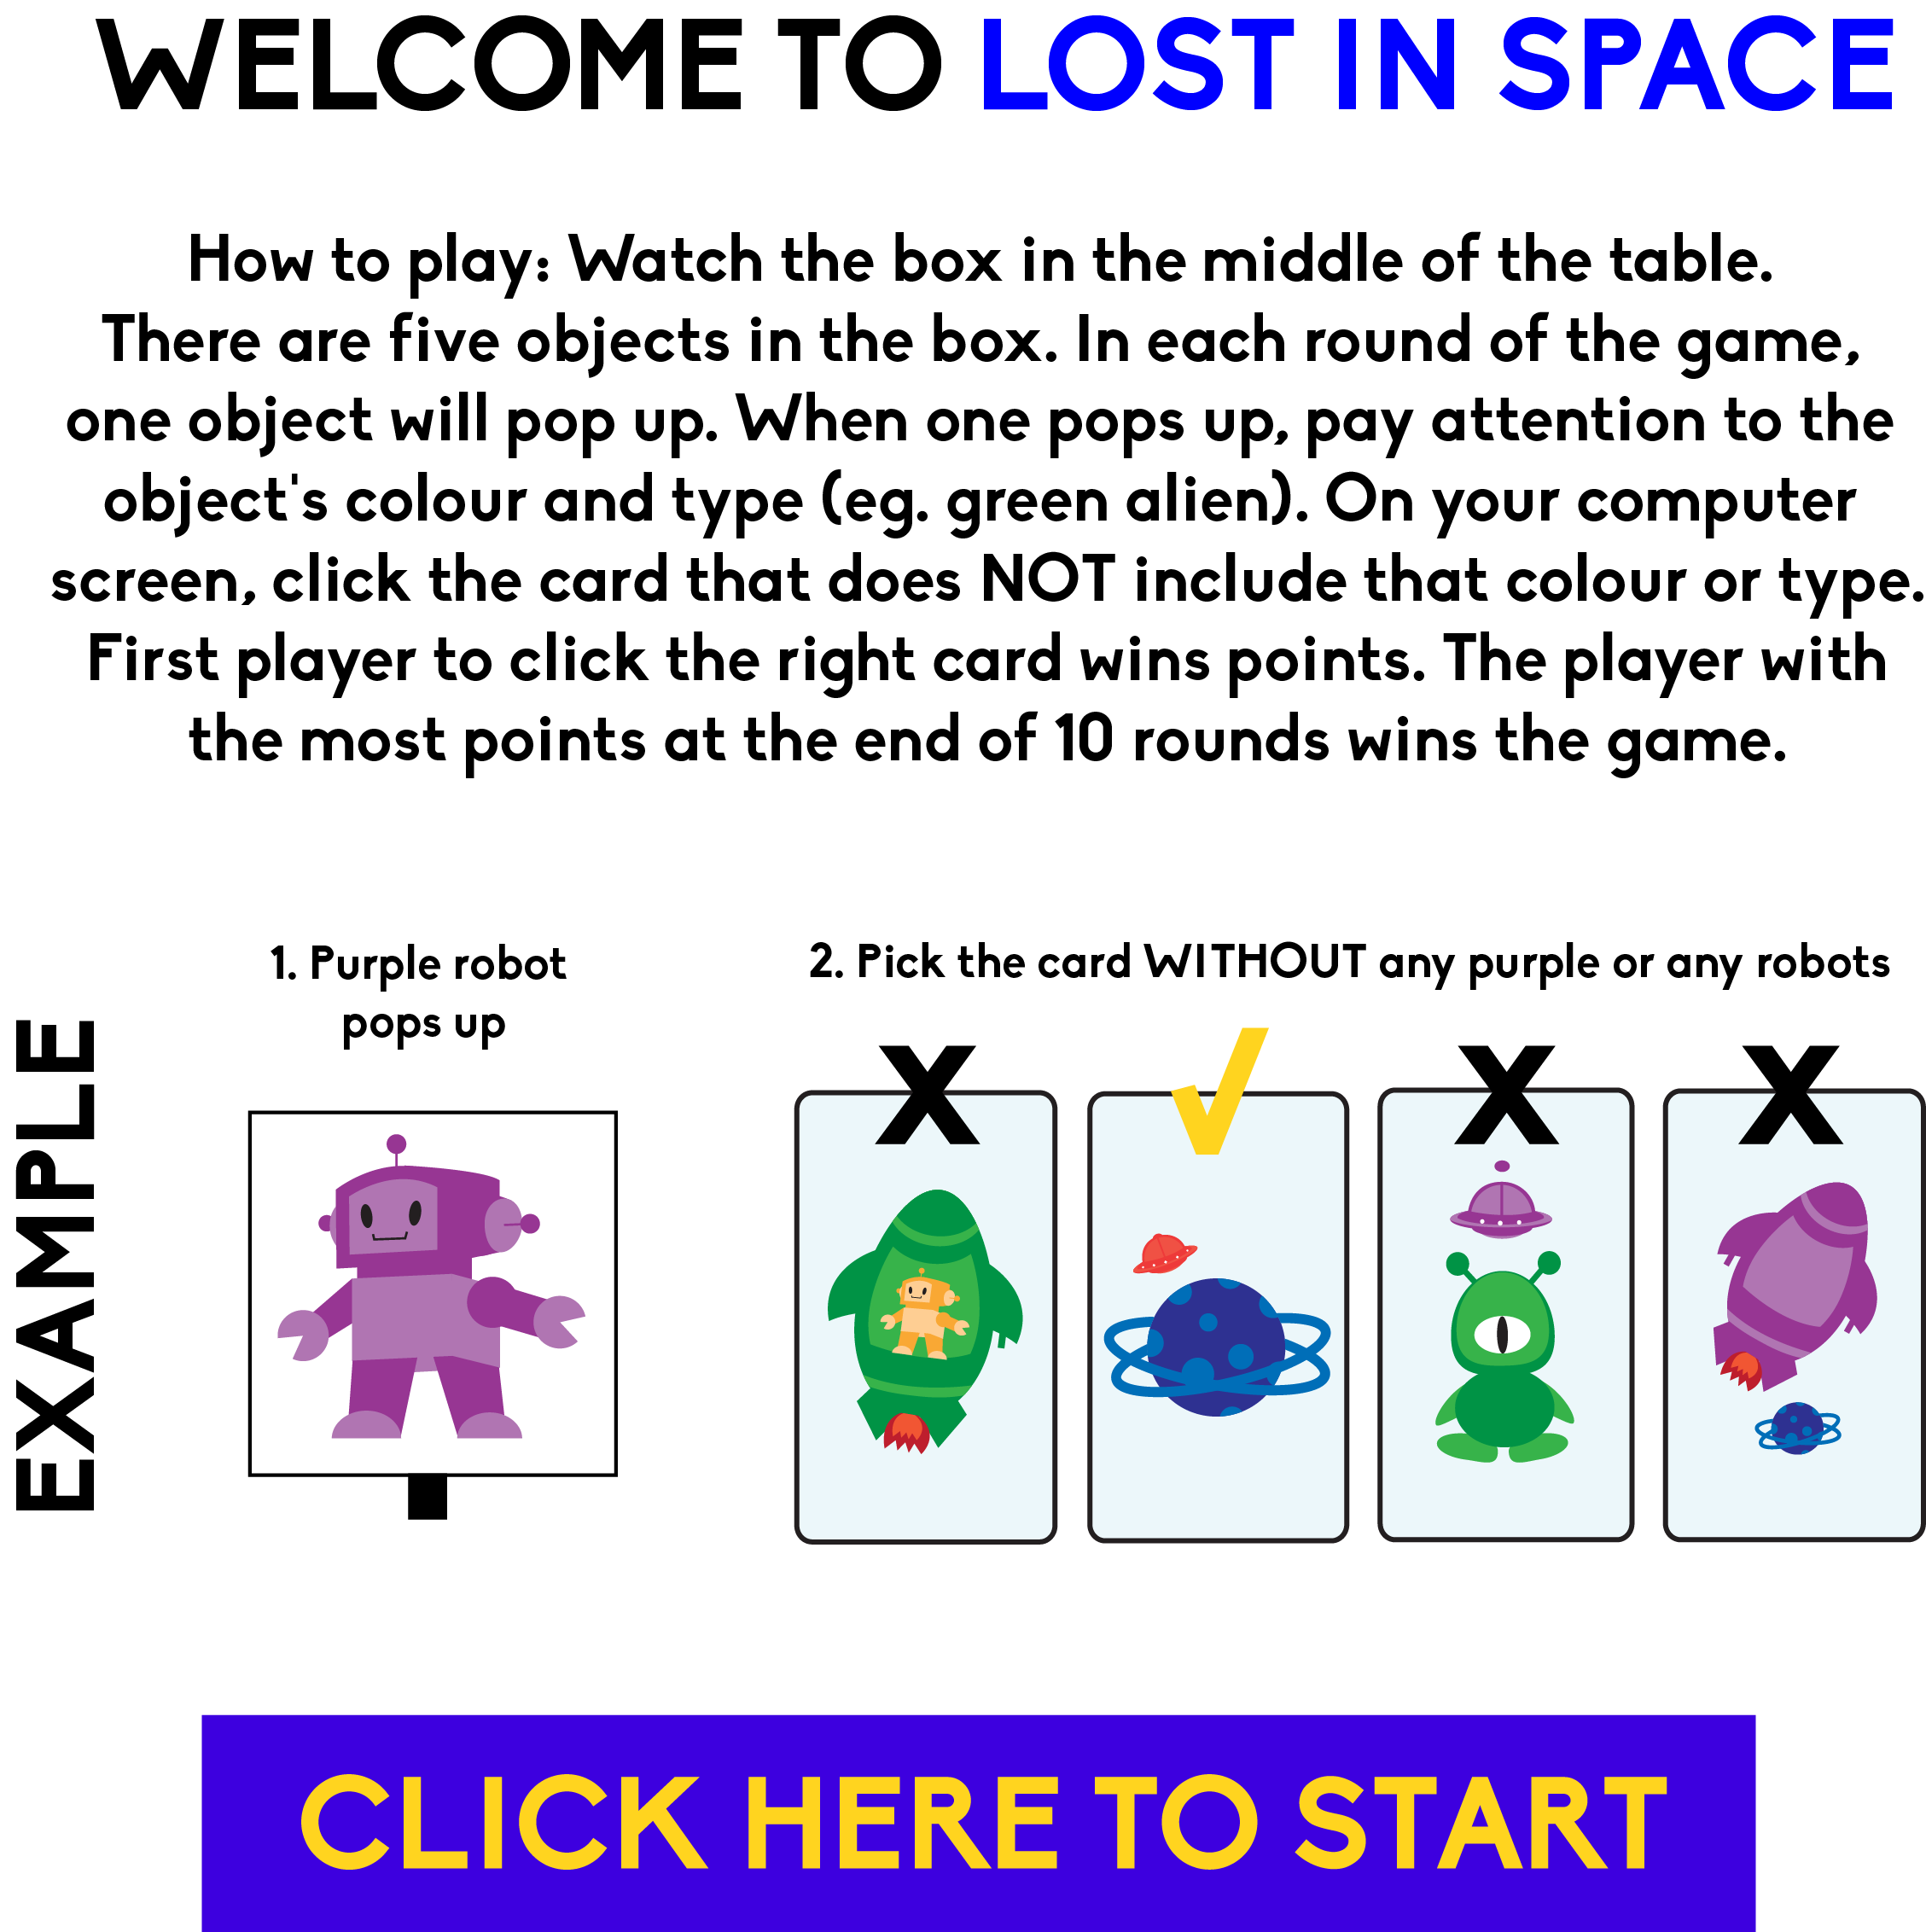 WELCOME TO LOST IN SPACE
How to play: Watch the box in the middle of the table.
There are five objects in the box. In each round of the game,
one object will pop up. When one pops up, pay attention to the
object's colour and type (eg. green alien). On your computer
screen, click the card that does NOT include that colour or type.
First player to click the right card wins points. The player with
the most points at the end of 10 rounds wins the game.
EXAMPLE
1. Purple robot
pops up
2. Pick the card WITHOUT any purple or any robots
X
X
X
CLICK HERE TO START